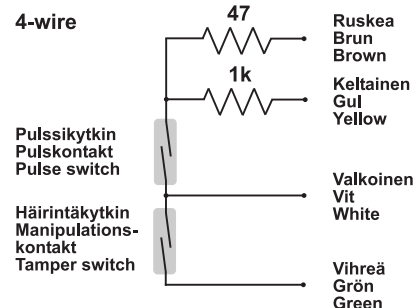 4-wire
47
Ruskea
Brun
Brown
1k
Keltainen
Gul
Yellow
Pulssikytkin
Pulskontakt
Pulse switch
Valkoinen
Vit
White
Häirintäkytkin
Manipulations-
kontakt
Tamper switch
Vihreä
Grön
Green